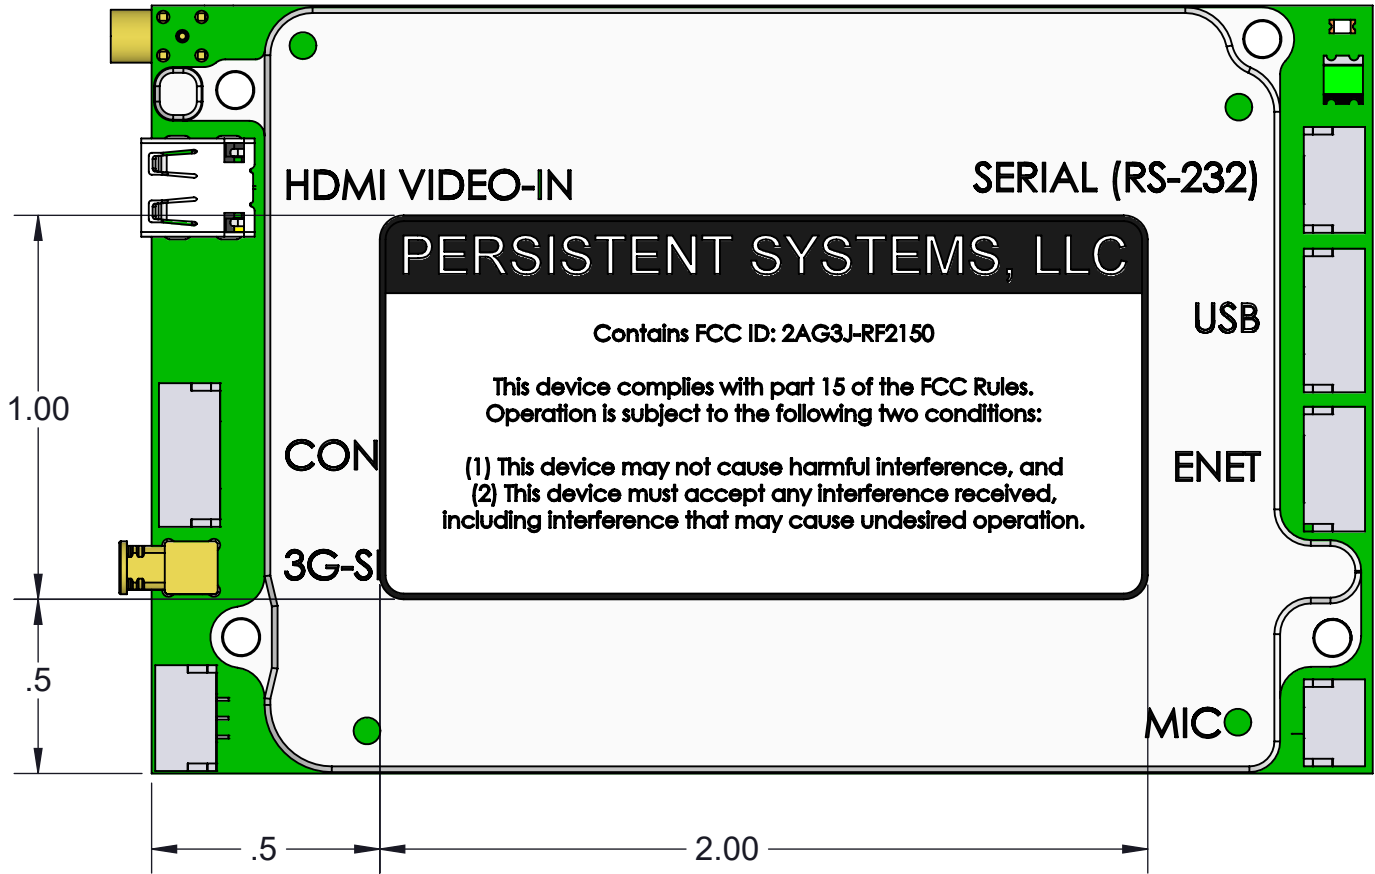 HDMI VIDEO-IN
SERIAL (RS-232)
PERSISTENT SYSTEMS, LLC
USB
Contains FCC ID: 2AG3J-RF2150
This device complies with part 15 of the FCC Rules.
Operation is subject to the following two conditions:
1.00
CON
ENET
(1) This device may not cause harmful interference, and
(2) This device must accept any interference received,
including interference that may cause undesired operation.
3G-S
.5
MIC
.5
2.00